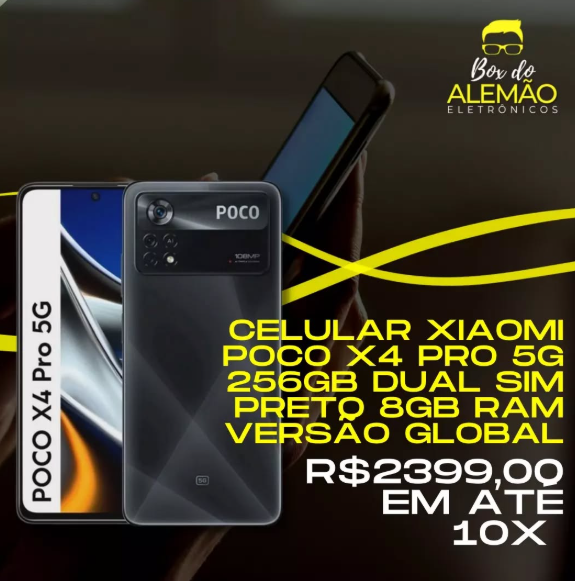 Box do
ALEMÃO
ELETRÔNICOS
POCO
108MP
POCO X4 Pro 5G
5G
CELULAR XIAOMI
POCO X4 PRO 5G
256GB DUAL SIM
PRETO 8GB RAM
VERSÃO GLOBAL
R$2399,00
EM ATÉ
10X